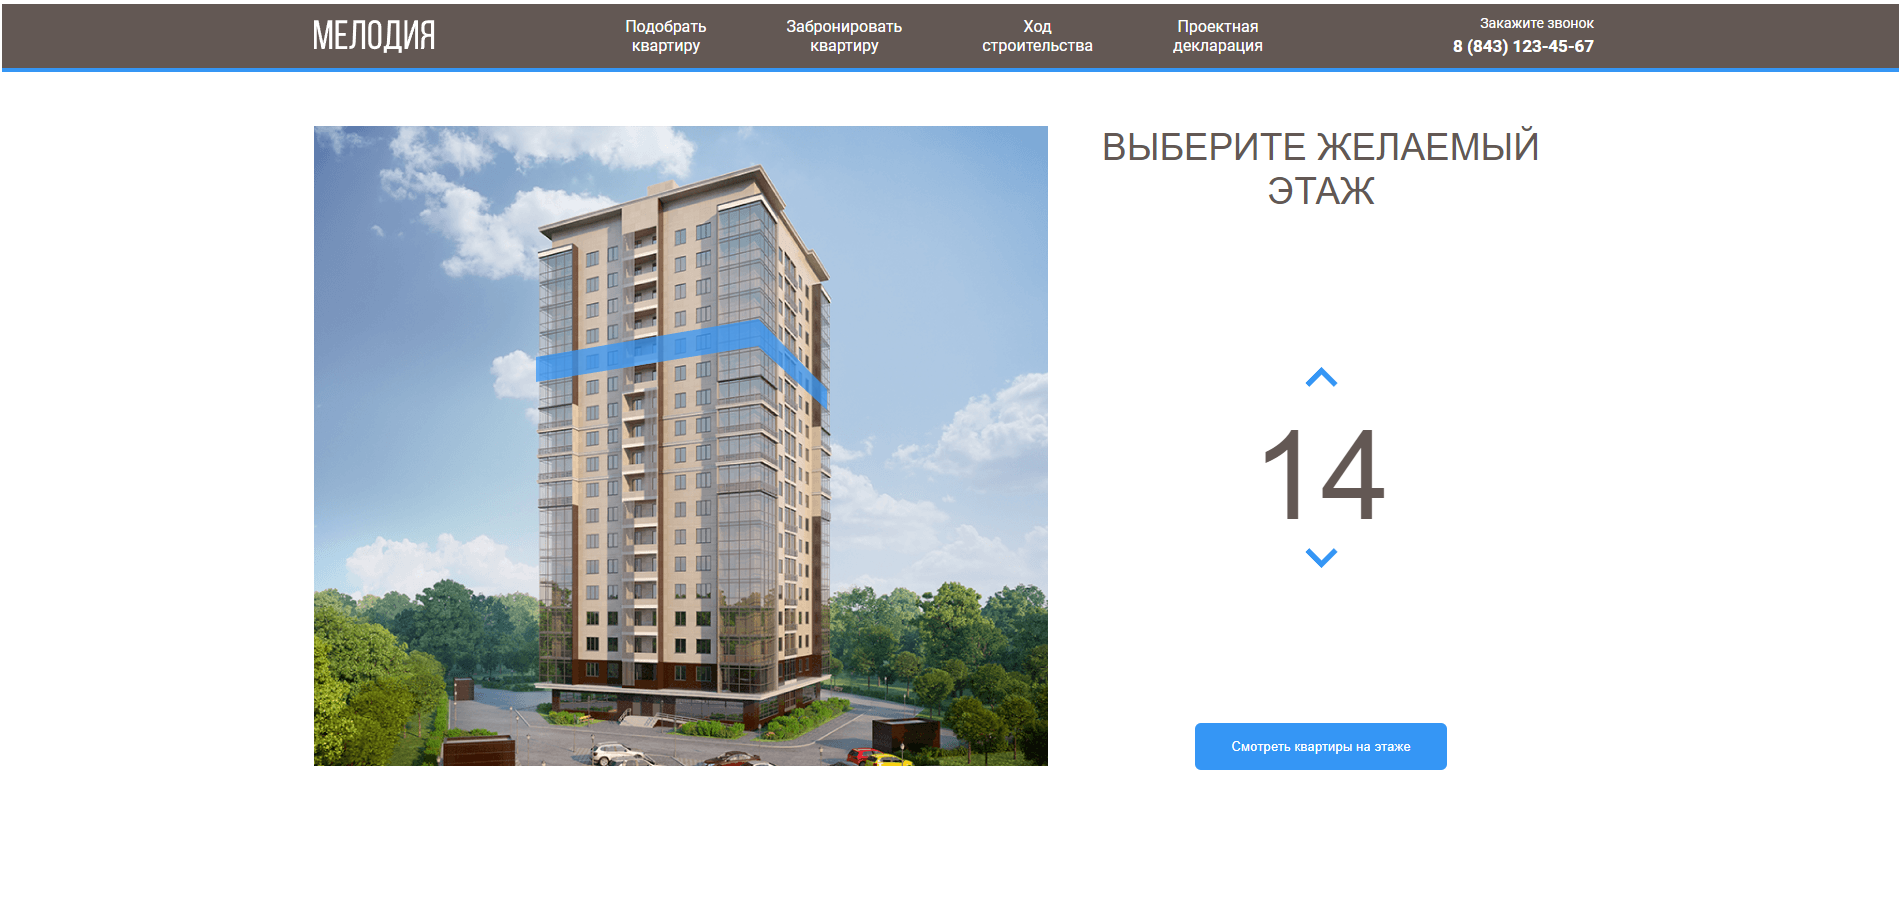 МЕЛОДИЯ
Подобрать
квартиру
Забронировать
квартиру
Ход
строительства
Проектная
декларация
Закажите звонок
8 (843) 123-45-67
ВЫБЕРИТЕ ЖЕЛАЕМЫЙ
ЭТАЖ
14
Смотреть квартиры на этаже